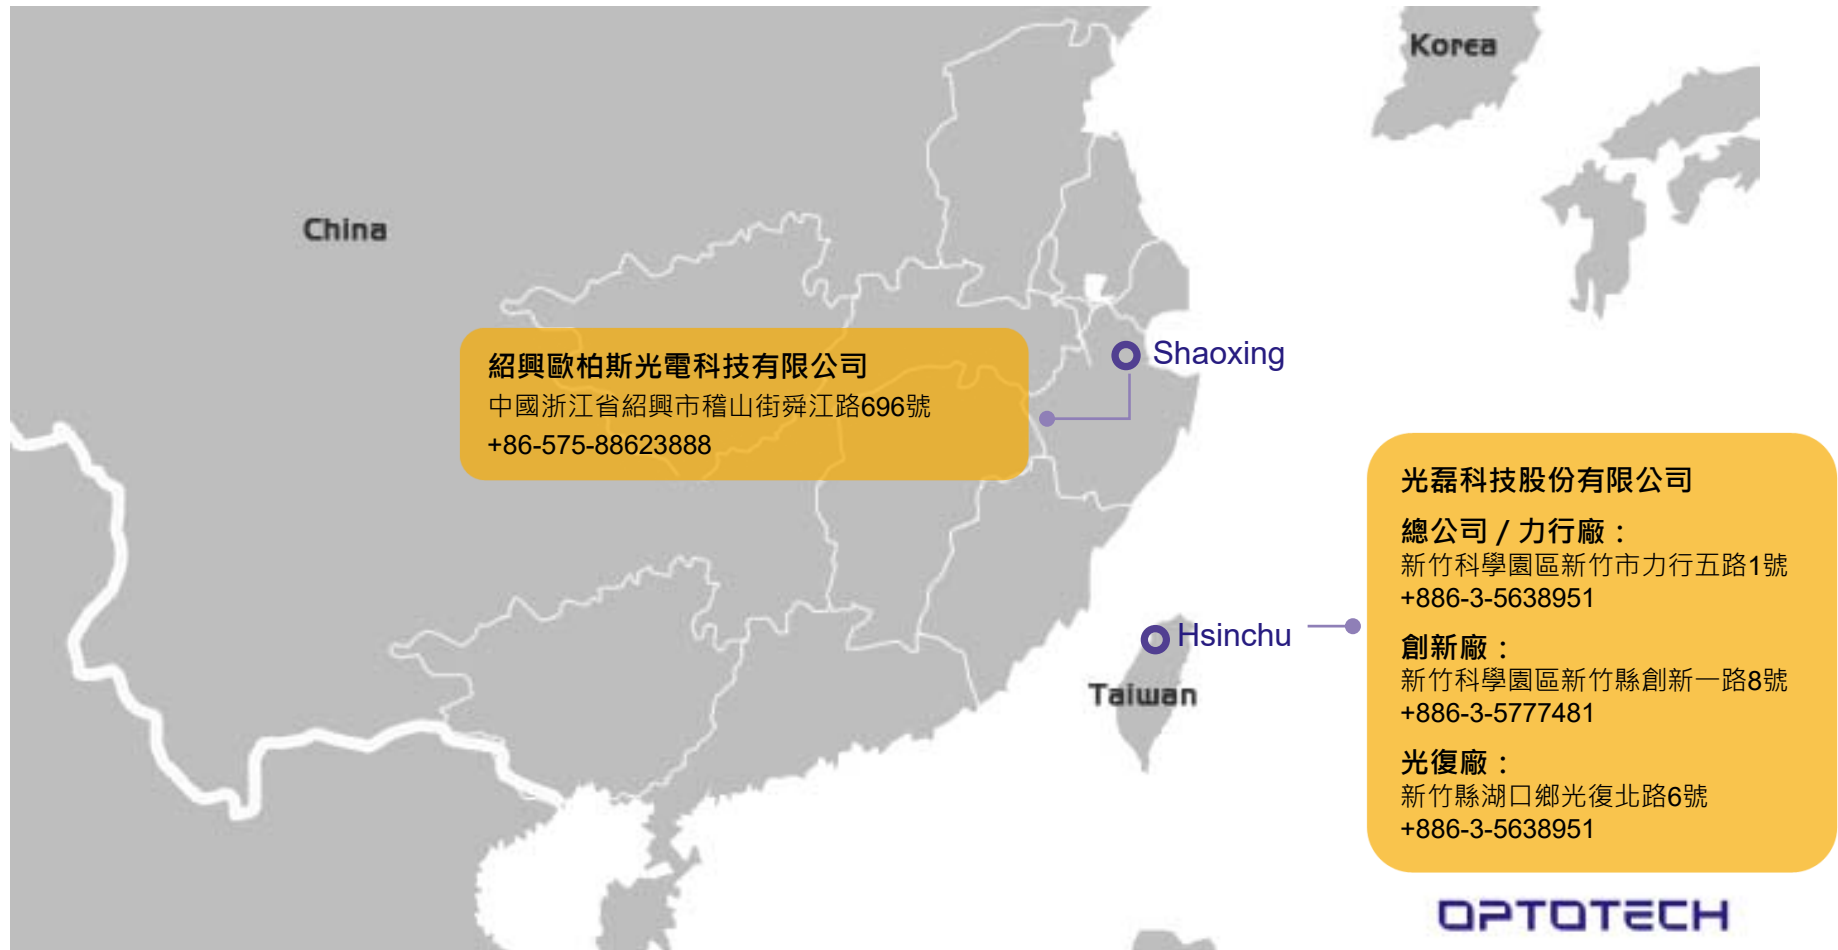 Korea
China
Shaoxing
紹興歐柏斯光電科技有限公司
中國浙江省紹興市稽山街舜江路696號
+86-575-88623888
光磊科技股份有限公司
總公司 / 力行廠：
新竹科學園區新竹市力行五路1號
+886-3-5638951
創新廠：
新竹科學園區新竹縣創新一路8號
+886-3-5777481
光復廠：
新竹縣湖口鄉光復北路6號
+886-3-5638951
Hsinchu
Taiwan
OPTOTECH